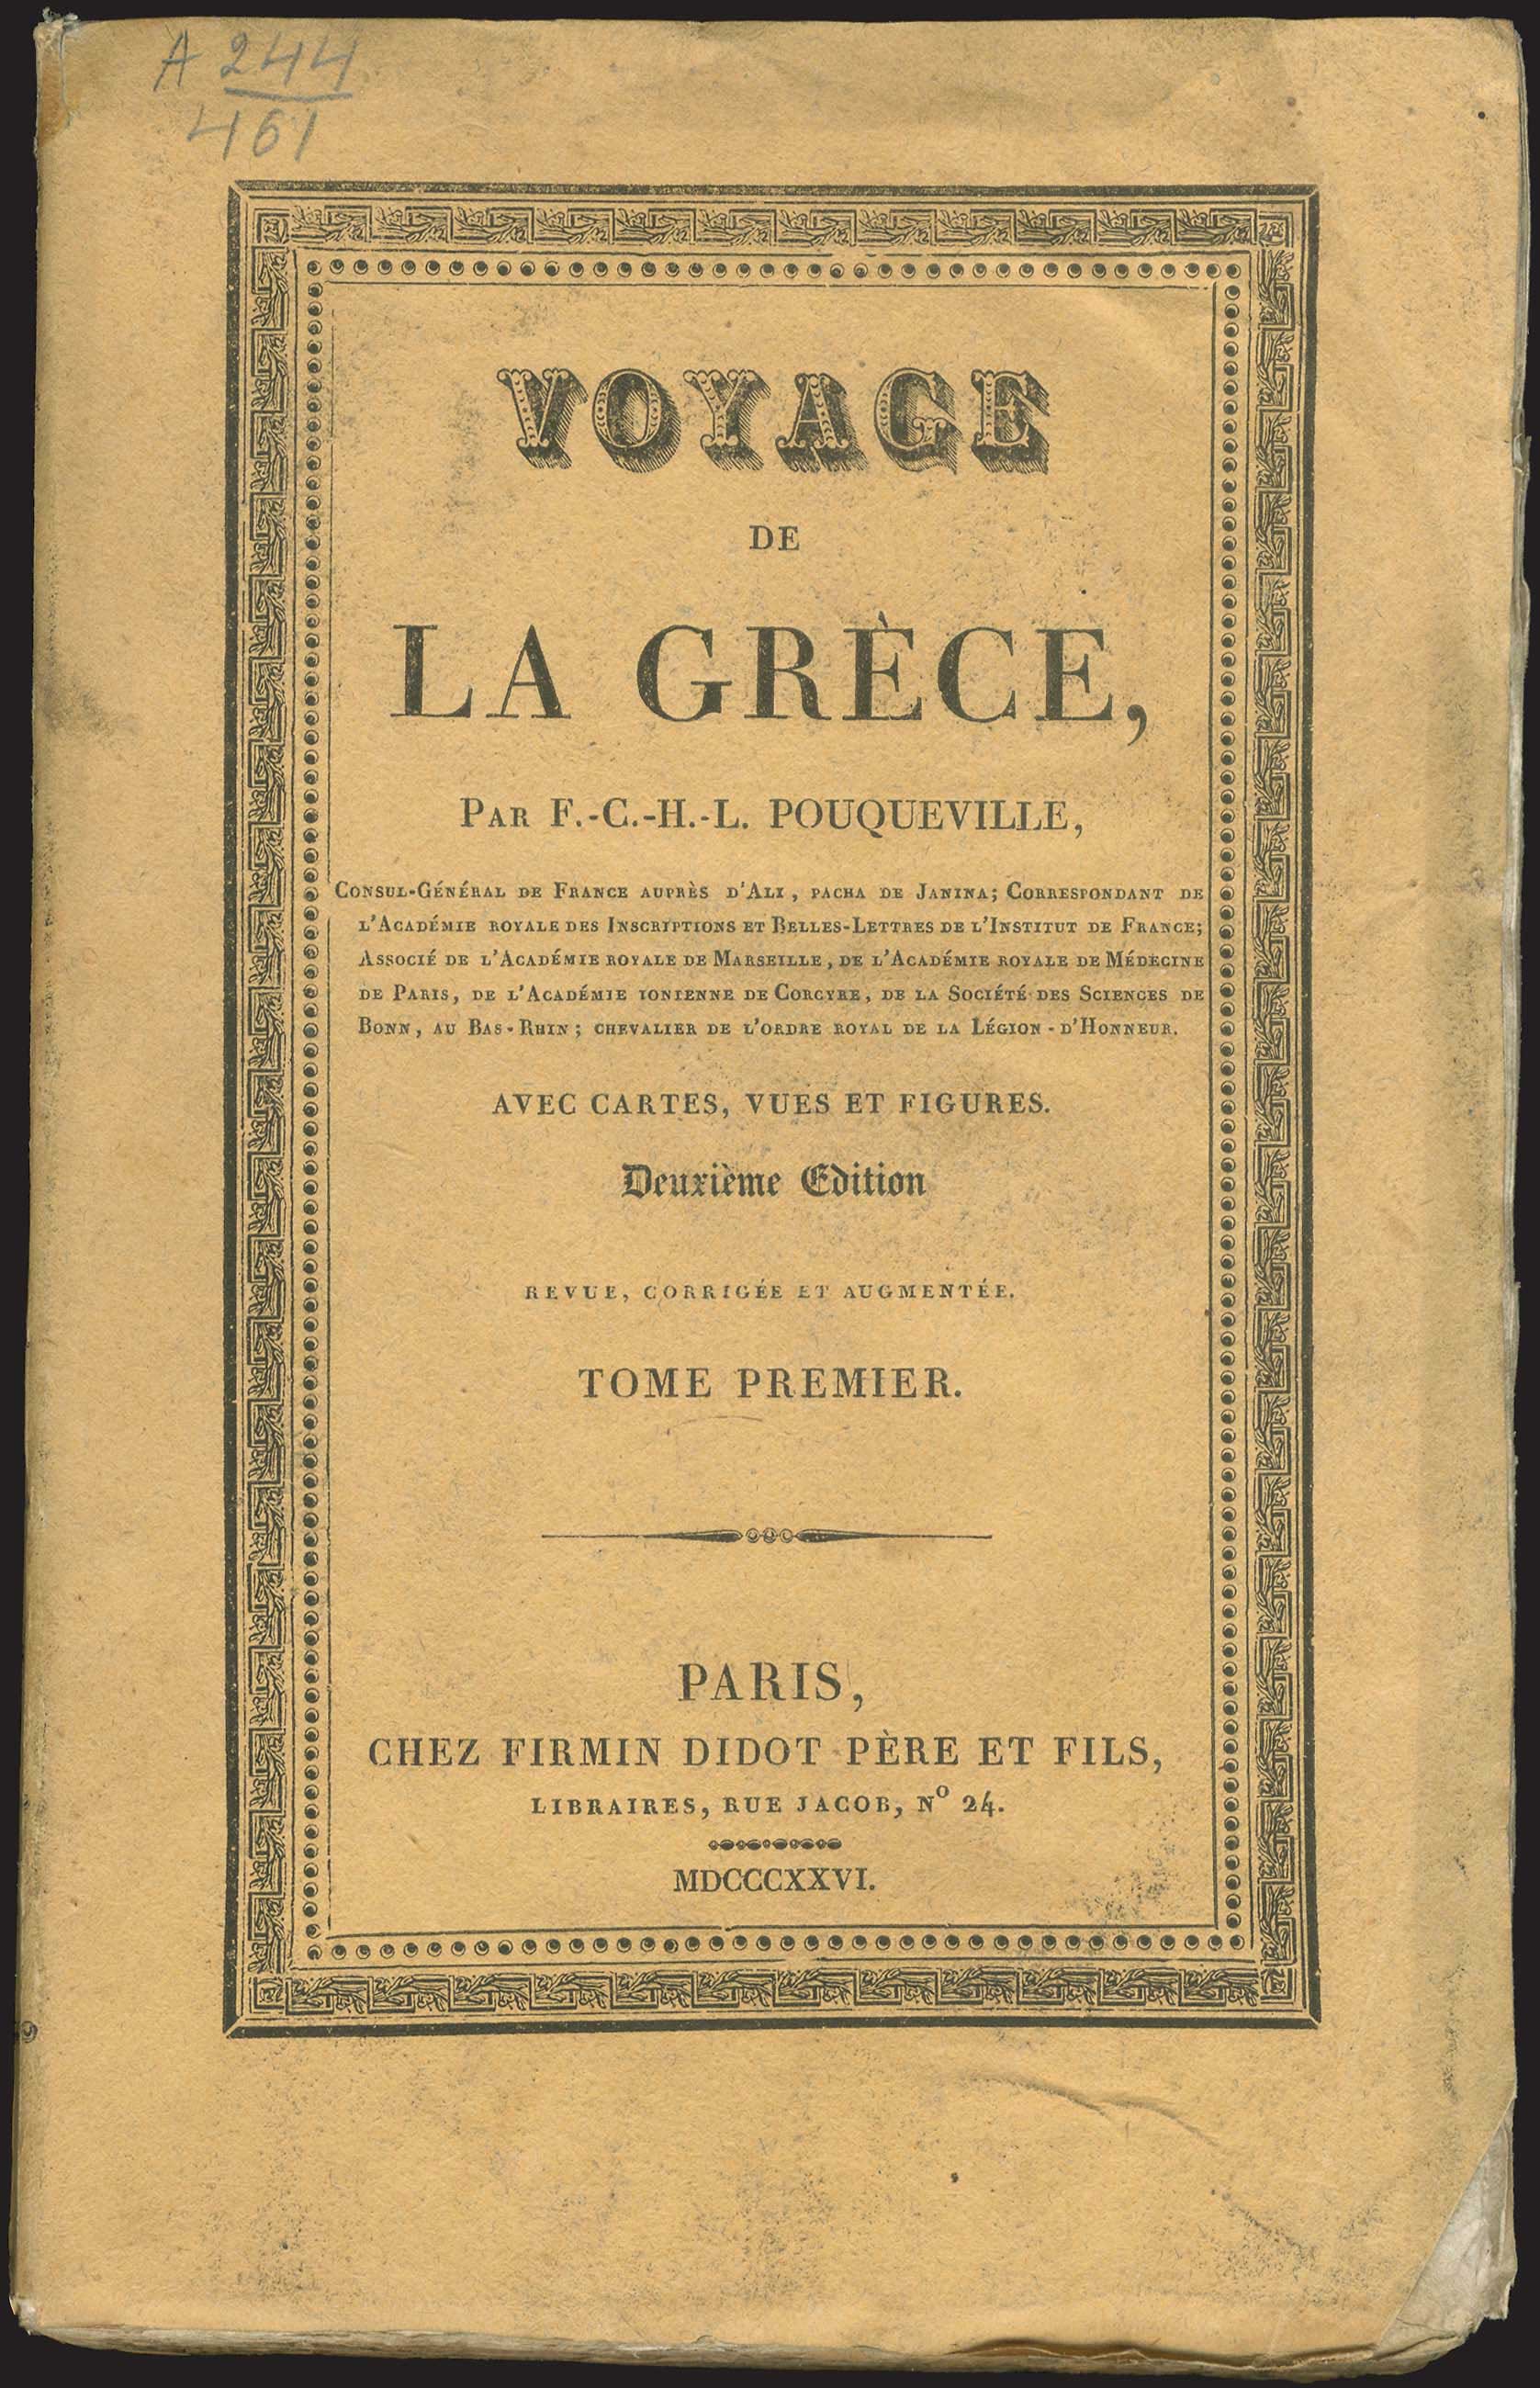 A 244
461
VOYAGE
DE
LA GRÈCE,
PAR F.-C.-H.-L. POUQUEVILLE,
CONSUL-GÉNÉRAL DE FRANCE AUPRÈS D'ALI, PACHA DE JANINA; CORRESPONDANT DE
L'ACADÉMIE ROYALE DES INSCRIPTIONS ET BELLES-LETTRES DE L'INSTITUT DE FRANCE;
ASSOCIÉ DE L'ACADÉMIE ROYALE DE MARSEILLE, DE L'ACADÉMIE ROYALE DE MÉDECINE
DE PARIS, DE L'ACADÉMIE IONIENNE DE CORCYRE, DE LA SOCIÉTÉ DES SCIENCES DE
BONN, AU BAS-RHIN; CHEVALIER DE L'ORDRE ROYAL DE LA LÉGION-D'HONNEUR.
AVEC CARTES, VUES ET FIGURES.
Deuxième Edition
REVUE, CORRIGÉE ET AUGMENTÉE.
TOME PREMIER.
PARIS,
CHEZ FIRMIN DIDOT PÈRE ET FILS,
LIBRAIRES, RUE JACOB, Nº 24.
MDCCCXXVI.